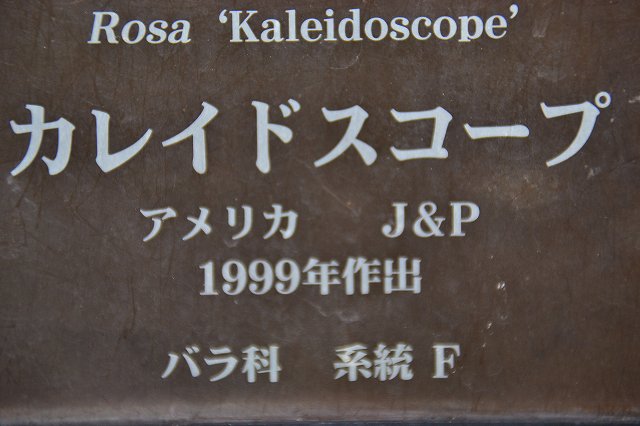 Rosa ‘Kaleidoscope’
カレイドスコープ
アメリカ　　J&P
1999年作出
バラ科　系統 F